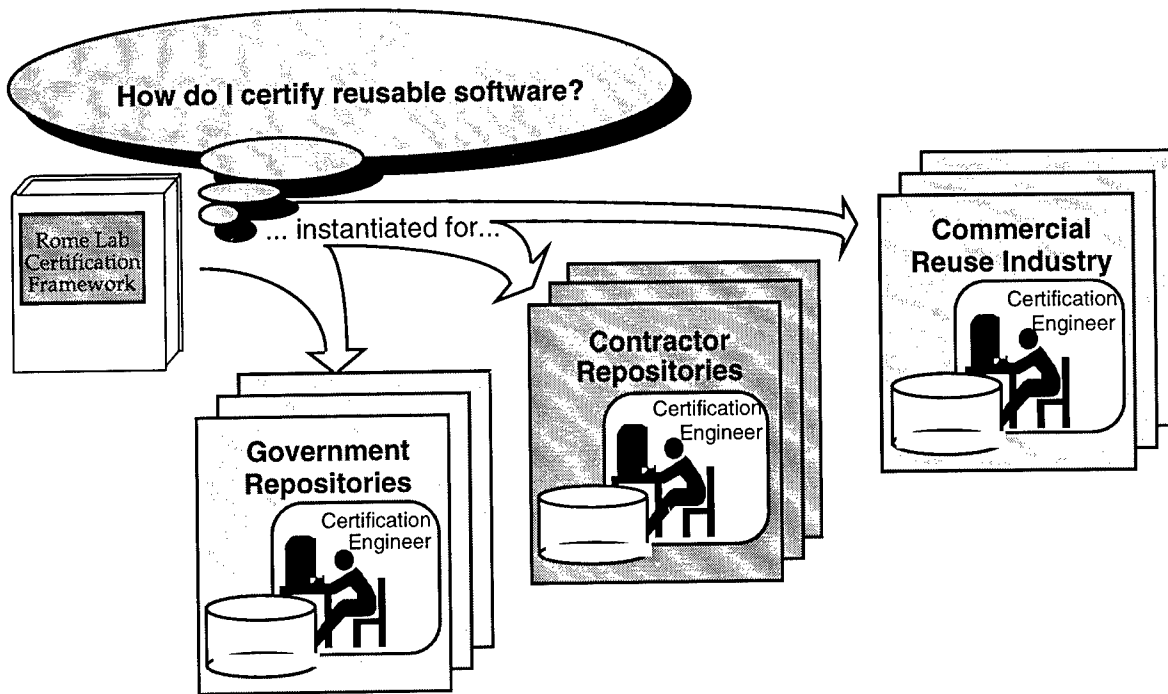 How do I certify reusable software?
Rome Lab
Certification
Framework
... instantiated for...
Commercial
Reuse Industry
Certification
Engineer
Contractor
Repositories
Certification
Engineer
Government
Repositories
Certification
Engineer